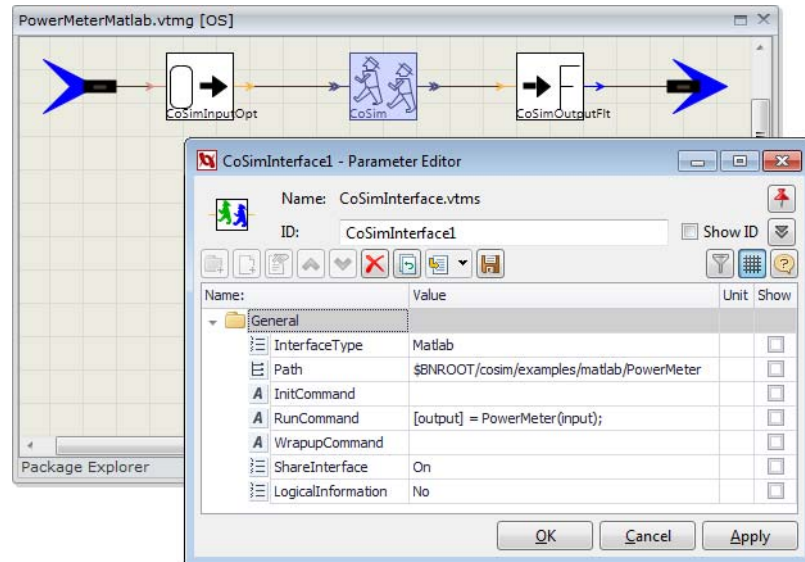 PowerMeterMatlab.vtmg [OS]
CoSimInputOpt
CoSim
CoSimOutputFlt
CoSimInterface1 - Parameter Editor
Name: CoSimInterface.vtms
ID: CoSimInterface1 Show ID
Name: Value Unit Show
General
InterfaceType Matlab
Path $BNROOT/cosim/examples/matlab/PowerMeter
A InitCommand
A RunCommand [output] = PowerMeter(input);
A WrapupCommand
ShareInterface On
LogicalInformation No
Package Explorer
OK Cancel Apply